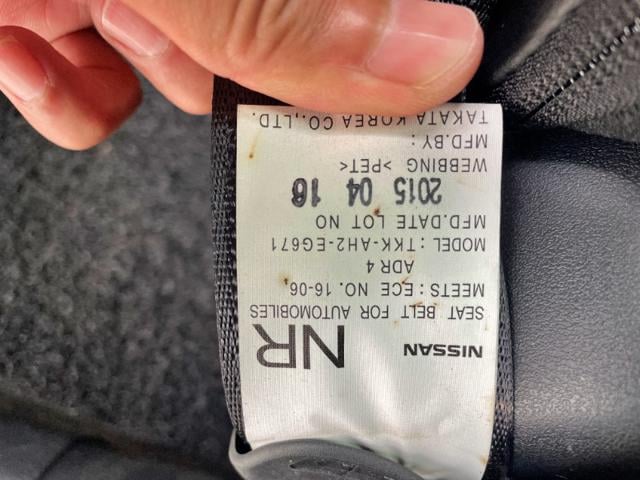 NISSAN NR
SEAT BELT FOR AUTOMOBILES
MEETS : ECE NO. 16-06,
ADR 4
MODEL : TKK-AH2-EG671
MFD.DATE LOT NO
2015 04 16
WEBBING >PET<
MFD.BY :
TAKATA KOREA CO.,LTD.